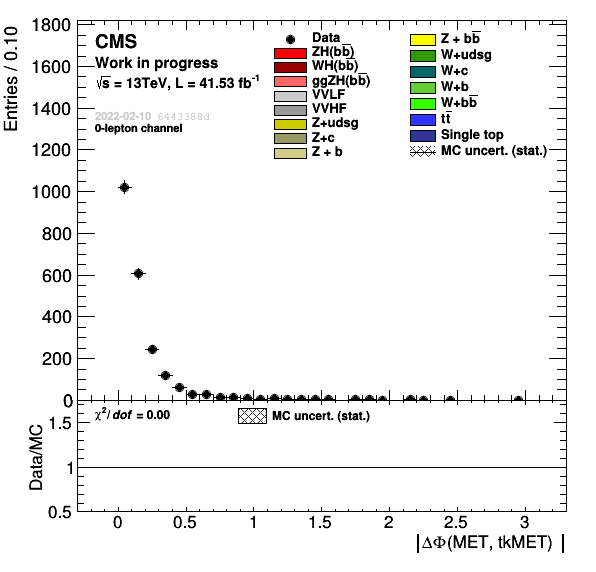 CMS
Work in progress
√s = 13TeV, L = 41.53 fb⁻¹
2022-02-10 6443388d
0-lepton channel
Data
ZH(bb̅)
WH(bb̅)
ggZH(bb̅)
VVLF
VVHF
Z+udsg
Z+c
Z + b
Z + bb̅
W+udsg
W+c
W+b
W+bb̅
tt̅
Single top
MC uncert. (stat.)
Entries / 0.10
1800
1600
1400
1200
1000
800
600
400
200
0
χ²/dof = 0.00
MC uncert. (stat.)
Data/MC
1.5
1
0.5
0 0.5 1 1.5 2 2.5 3
|ΔΦ(MET, tkMET) |